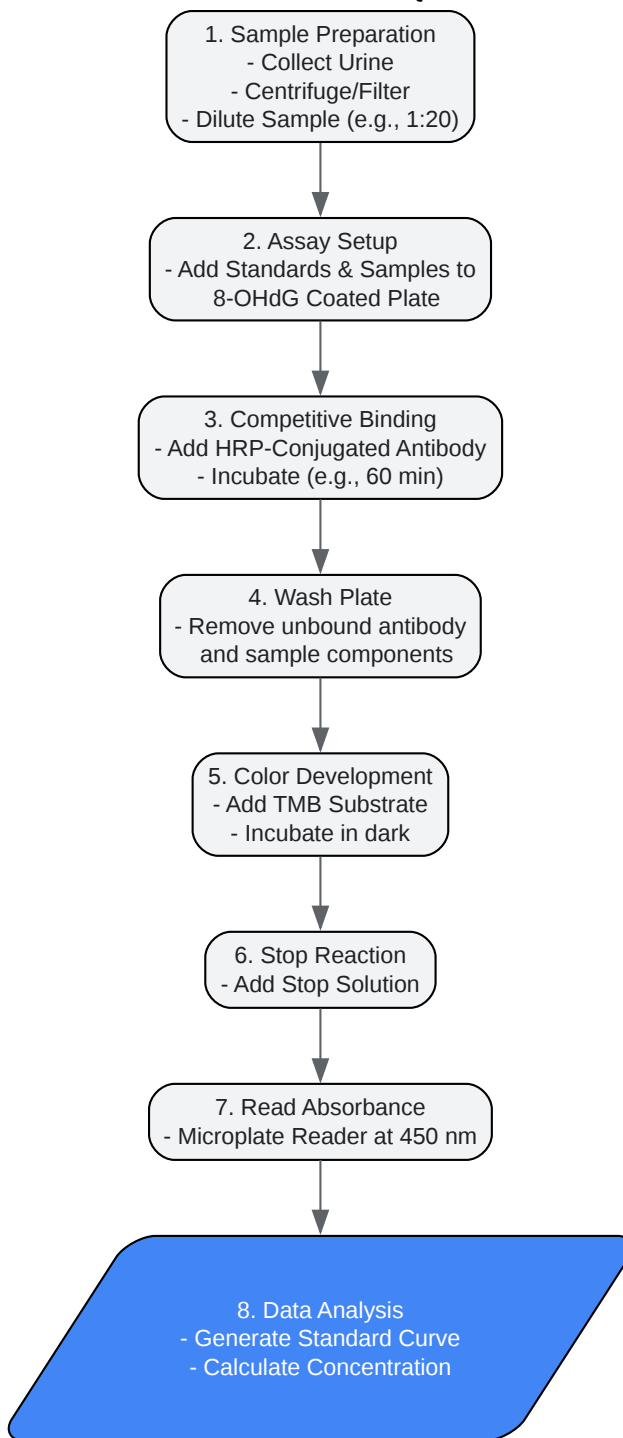 1. Sample Preparation
- Collect Urine
- Centrifuge/Filter
- Dilute Sample (e.g., 1:20)
2. Assay Setup
- Add Standards & Samples to
8-OHdG Coated Plate
3. Competitive Binding
- Add HRP-Conjugated Antibody
- Incubate (e.g., 60 min)
4. Wash Plate
- Remove unbound antibody
and sample components
5. Color Development
- Add TMB Substrate
- Incubate in dark
6. Stop Reaction
- Add Stop Solution
7. Read Absorbance
- Microplate Reader at 450 nm
8. Data Analysis
- Generate Standard Curve
- Calculate Concentration